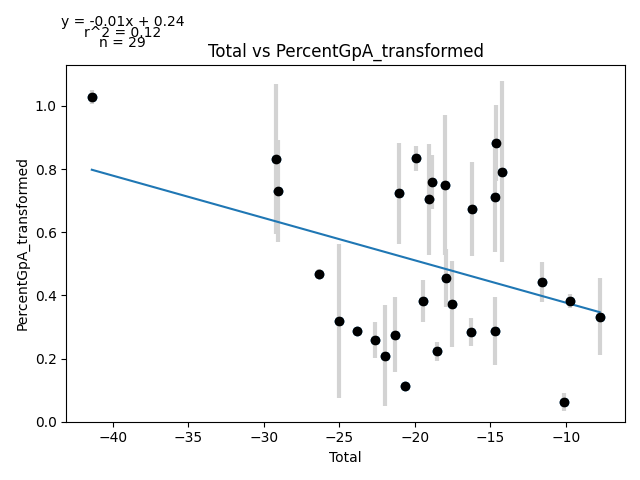 y = -0.01x + 0.24
r^2 = 0.12
n = 29
Total vs PercentGpA_transformed
PercentGpA_transformed
1.0
0.8
0.6
0.4
0.2
0.0
−40
−35
−30
−25
−20
−15
−10
Total